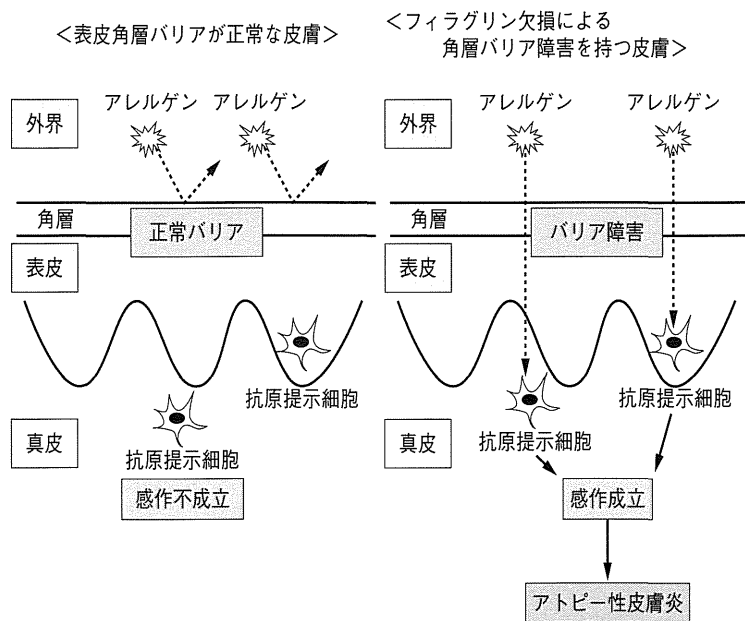 <表皮角層バリアが正常な皮膚>
外界
アレルゲン アレルゲン
角層
正常バリア
表皮
抗原提示細胞
抗原提示細胞
真皮
感作不成立
<フィラグリン欠損による
角層バリア障害を持つ皮膚>
外界
アレルゲン アレルゲン
角層
バリア障害
表皮
抗原提示細胞
抗原提示細胞
真皮
感作成立
アトピー性皮膚炎